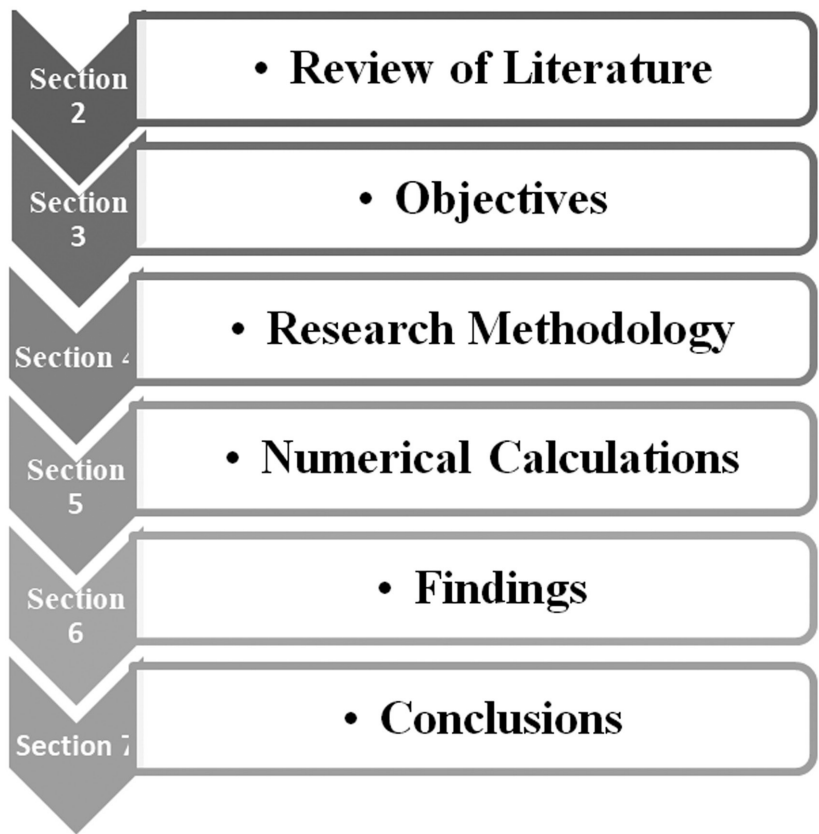 Section
2
• Review of Literature
Section
3
• Objectives
Section 4
• Research Methodology
Section
5
• Numerical Calculations
Section
6
• Findings
Section 7
• Conclusions